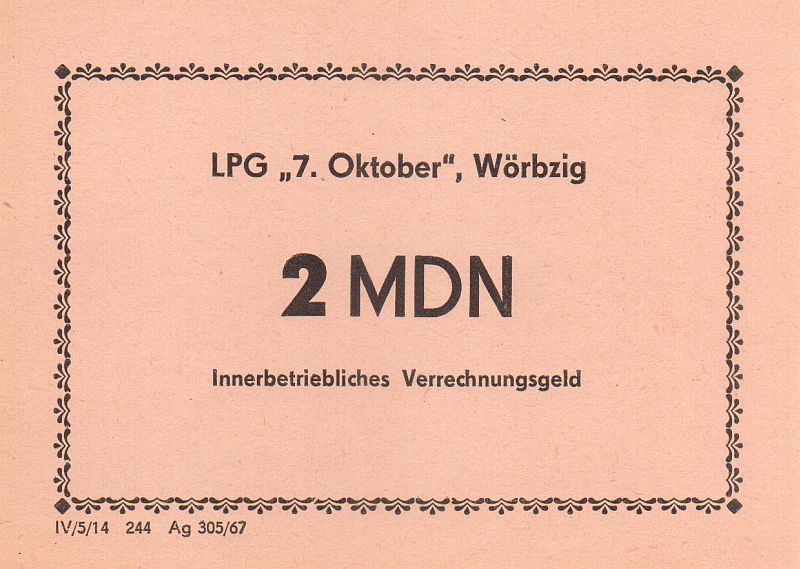 LPG „7. Oktober“, Wörbzig
2 MDN
Innerbetriebliches Verrechnungsgeld
IV/5/14 244 Ag 305/67